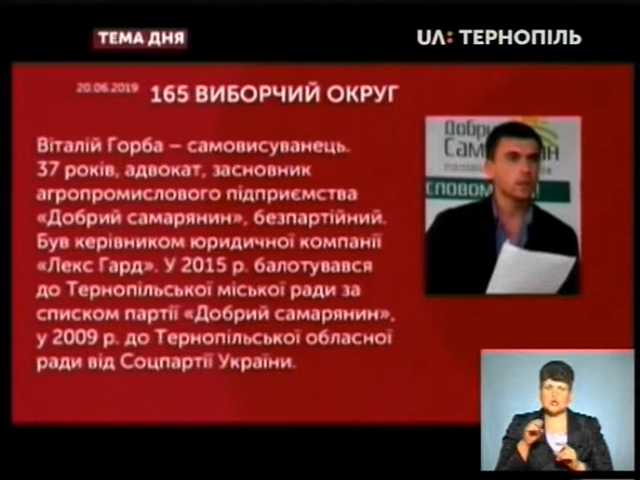 ТЕМА ДНЯ
UA: ТЕРНОПІЛЬ
20.06.2019
165 ВИБОРЧИЙ ОКРУГ
Віталій Горба – самовисуванець.
37 років, адвокат, засновник
агропромислового підприємства
«Добрий самарянин», безпартійний.
Був керівником юридичної компанії
«Лекс Гард». У 2015 р. балотувався
до Тернопільської міської ради за
списком партії «Добрий самарянин»,
у 2009 р. до Тернопільської обласної
ради від Соцпартії України.